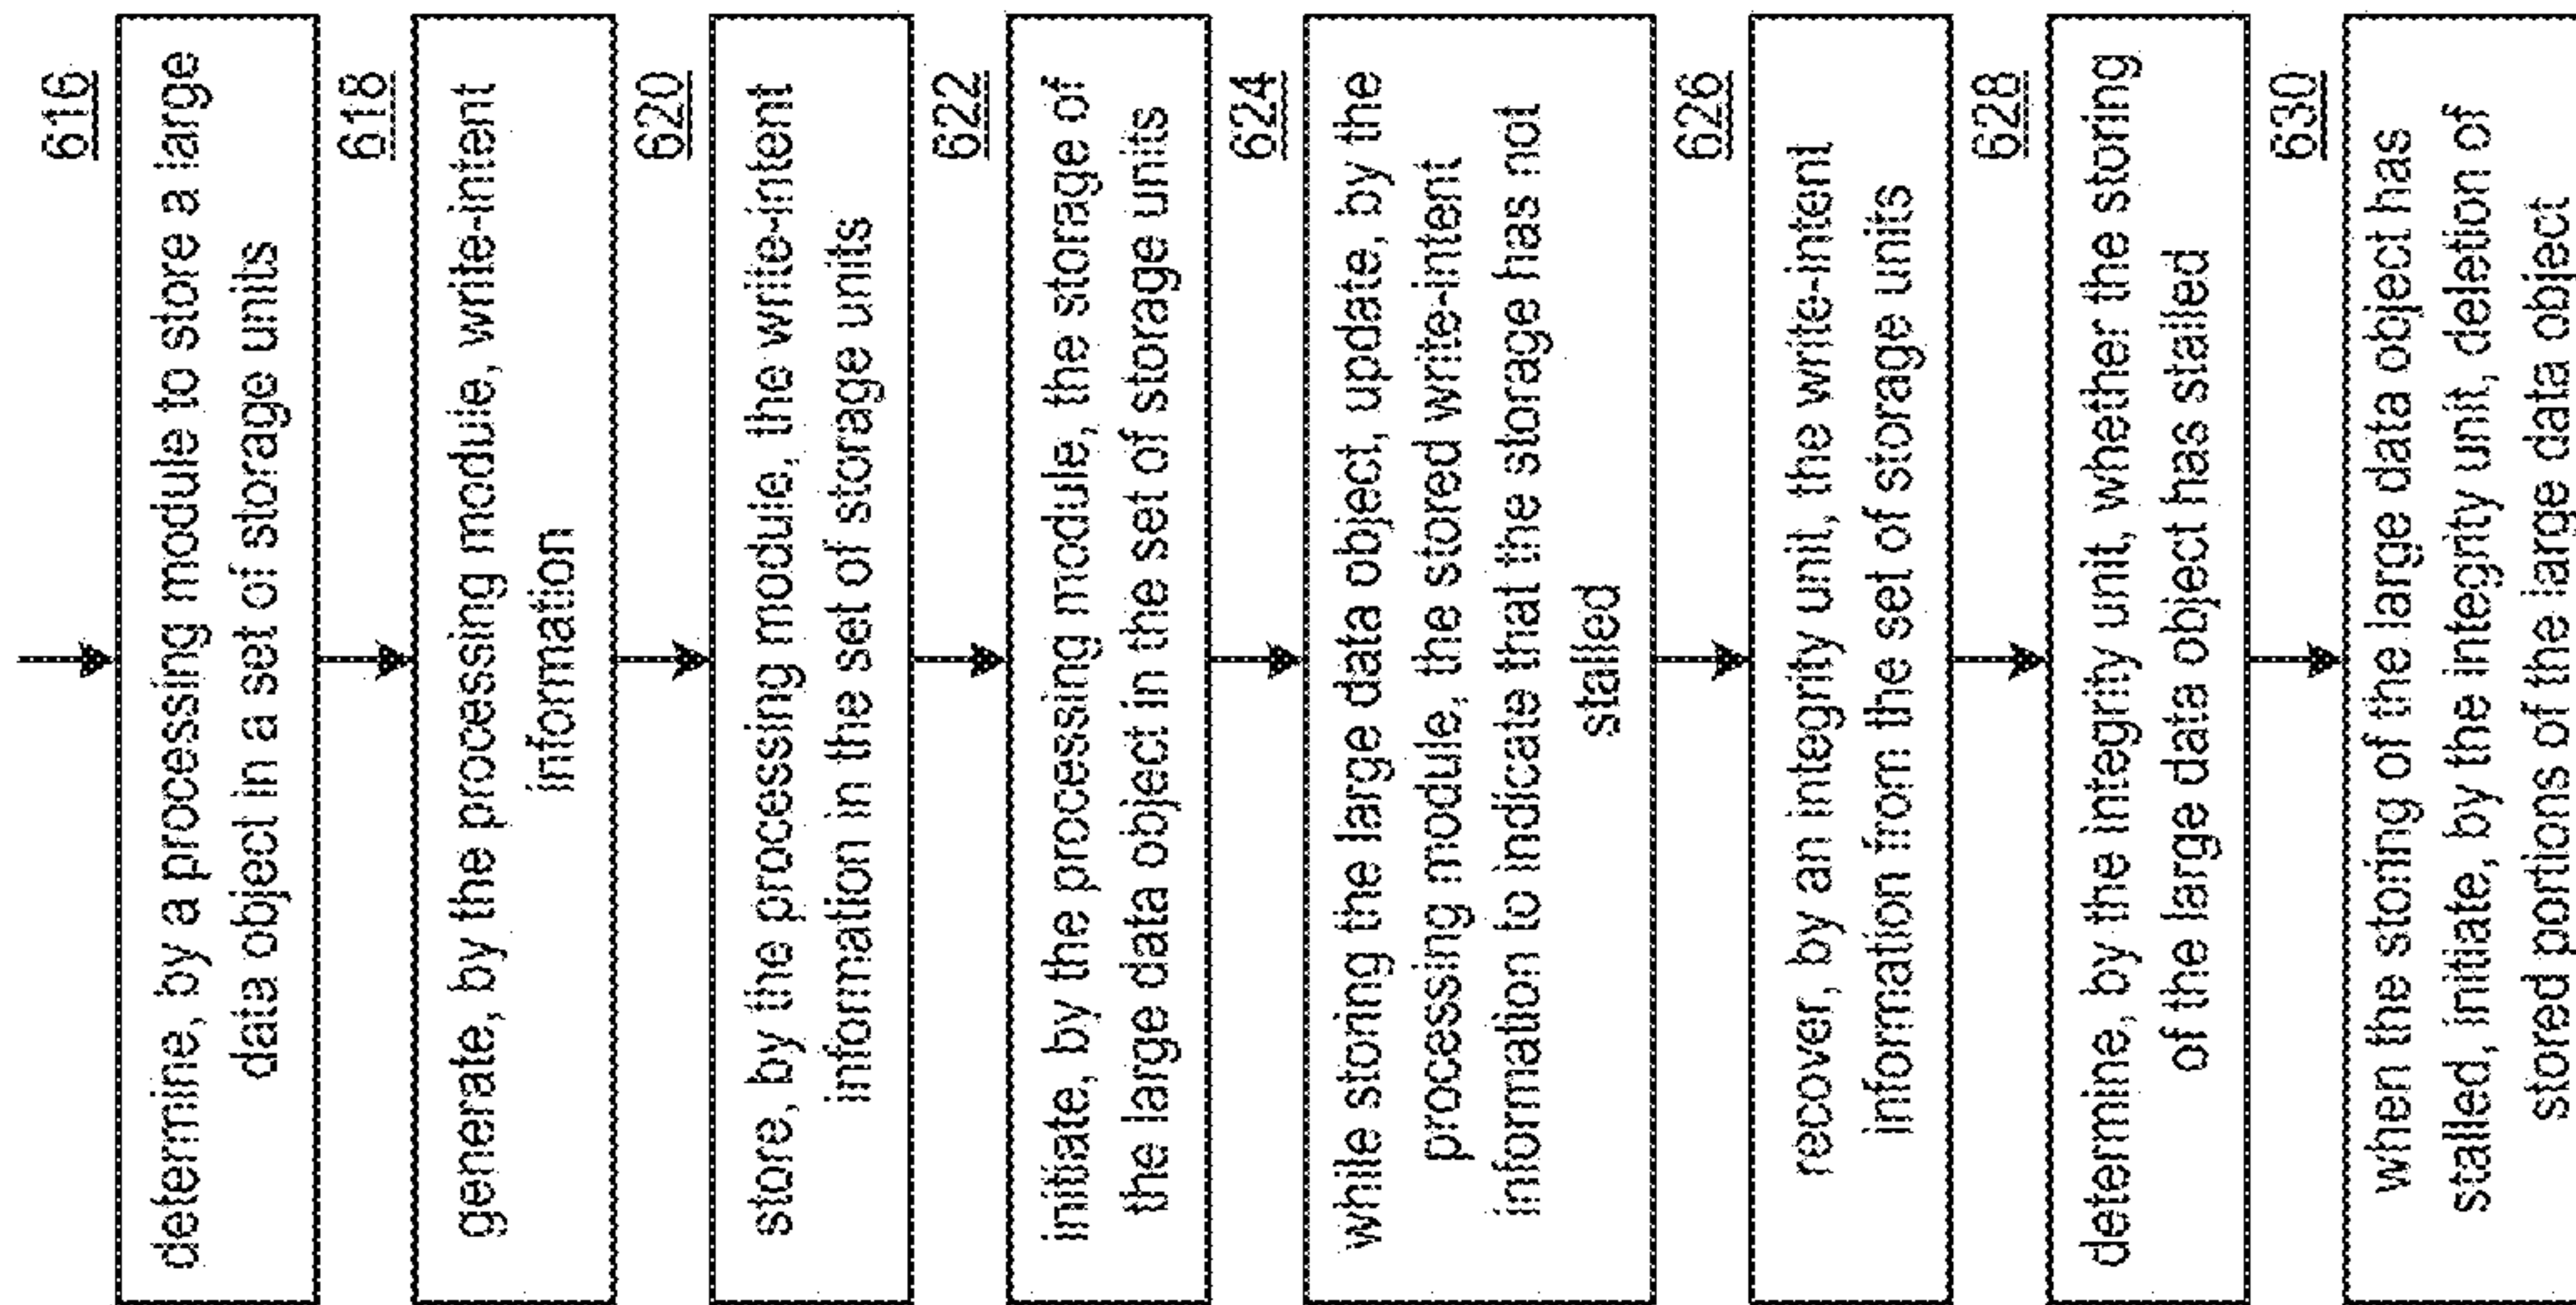 616
determine, by a processing module to store a large
data object in a set of storage units
618
generate, by the processing module, write-intent
information
620
store, by the processing module, the write-intent
information in the set of storage units
622
initiate, by the processing module, the storage of
the large data object in the set of storage units
624
while storing the large data object, update, by the
processing module, the stored write-intent
information to indicate that the storage has not
stalled
626
recover, by an integrity unit, the write-intent
information from the set of storage units
628
determine, by the integrity unit, whether the storing
of the large data object has stalled
630
when the storing of the large data object has
stalled, initiate, by the integrity unit, deletion of
stored portions of the large data object